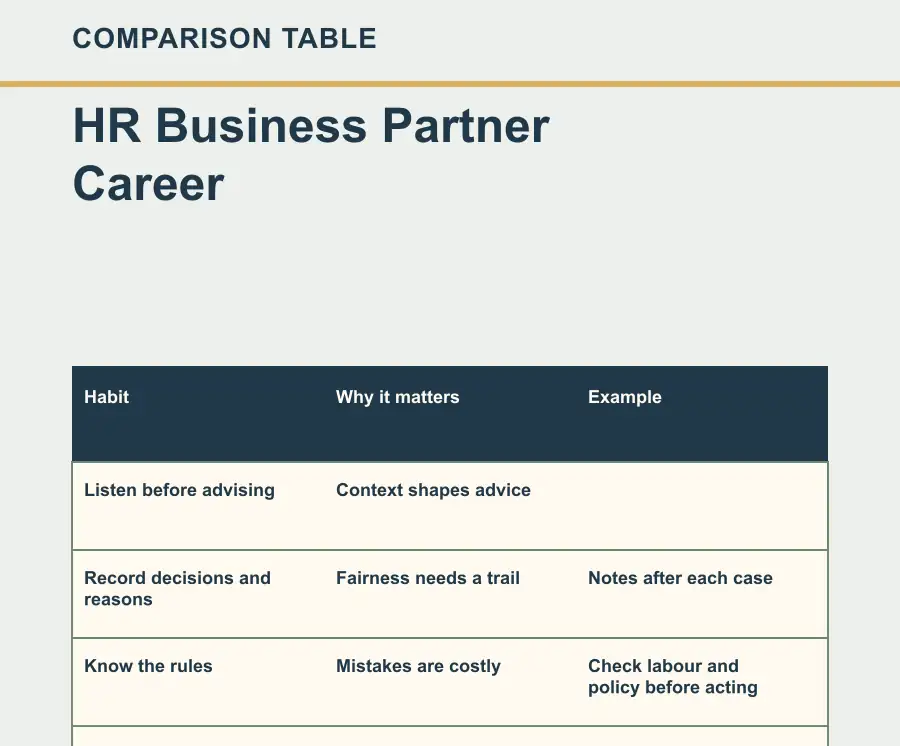 COMPARISON TABLE
HR Business Partner
Career
Habit
Why it matters
Example
Listen before advising
Context shapes advice
Record decisions and
reasons
Fairness needs a trail
Notes after each case
Know the rules
Mistakes are costly
Check labour and
policy before acting